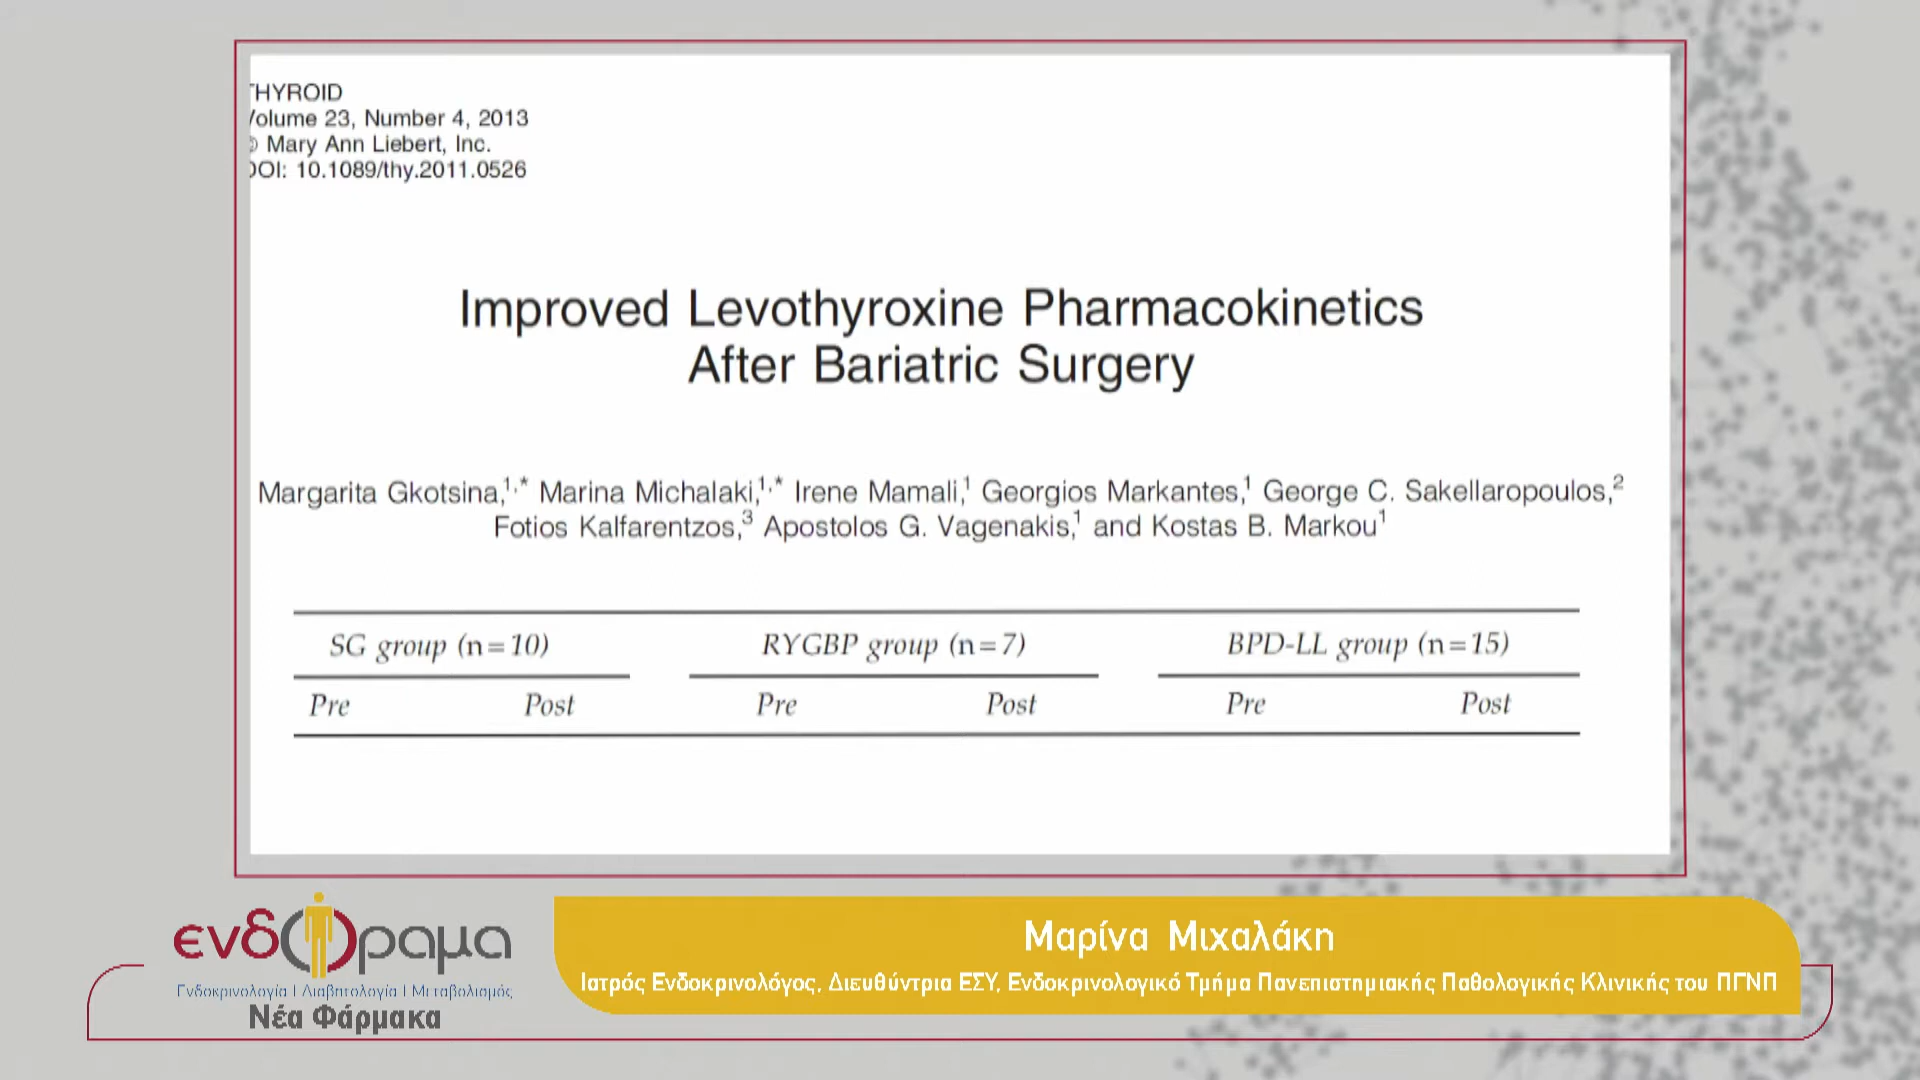 THYROID
Volume 23, Number 4, 2013
© Mary Ann Liebert, Inc.
DOI: 10.1089/thy.2011.0526
Improved Levothyroxine Pharmacokinetics
After Bariatric Surgery
Margarita Gkotsina,1,* Marina Michalaki,1,* Irene Mamali,1 Georgios Markantes,1 George C. Sakellaropoulos,2
Fotios Kalfarentzos,3 Apostolos G. Vagenakis,1 and Kostas B. Markou1
SG group (n=10) RYGBP group (n=7) BPD-LL group (n=15)
Pre Post Pre Post Pre Post
ενδόραμα
Ενδοκρινολογία | Διαβητολογία | Μεταβολισμός
Νέα Φάρμακα
Μαρίνα Μιχαλάκη
Ιατρός Ενδοκρινολόγος, Διευθύντρια ΕΣΥ, Ενδοκρινολογικό Τμήμα Πανεπιστημιακής Παθολογικής Κλινικής του ΠΓΝΠ